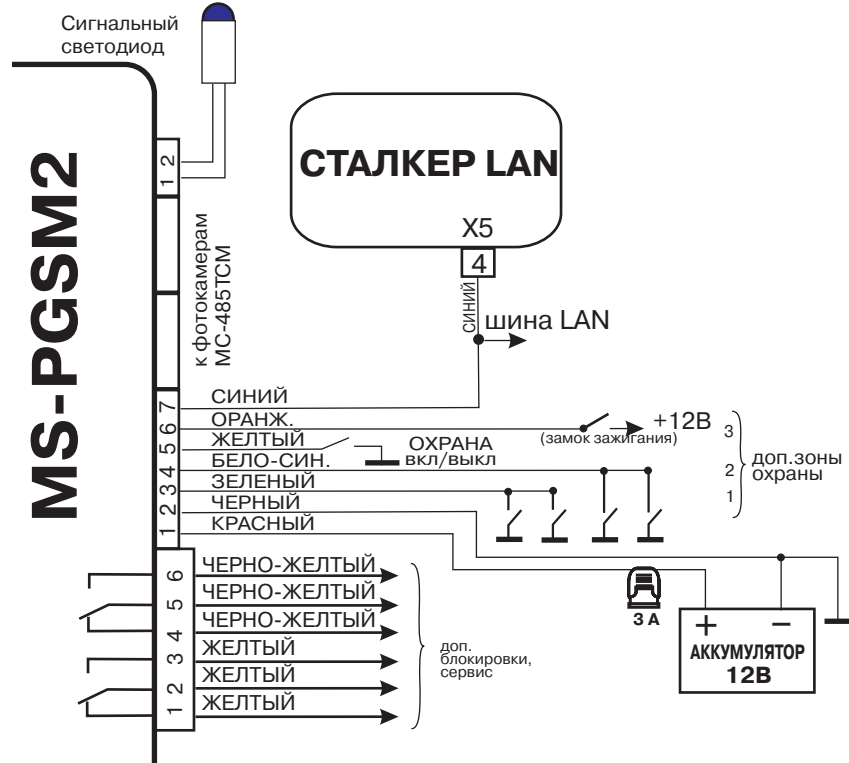 Сигнальный
светодиод
MS-PGSM2
1 2
к фотокамерам
МС-485ТСМ
СТАЛКЕР LAN
X5
4
СИНИЙ
шина LAN
7 СИНИЙ
6 ОРАНЖ.
5 ЖЕЛТЫЙ
4 БЕЛО-СИН.
3 ЗЕЛЕНЫЙ
2 ЧЕРНЫЙ
1 КРАСНЫЙ
ОХРАНА
вкл/выкл
+12В
(замок зажигания)
3
2
1
доп.зоны
охраны
6 ЧЕРНО-ЖЕЛТЫЙ
5 ЧЕРНО-ЖЕЛТЫЙ
4 ЧЕРНО-ЖЕЛТЫЙ
3 ЖЕЛТЫЙ
2 ЖЕЛТЫЙ
1 ЖЕЛТЫЙ
доп.
блокировки,
сервис
3 А
+ –
АККУМУЛЯТОР
12В